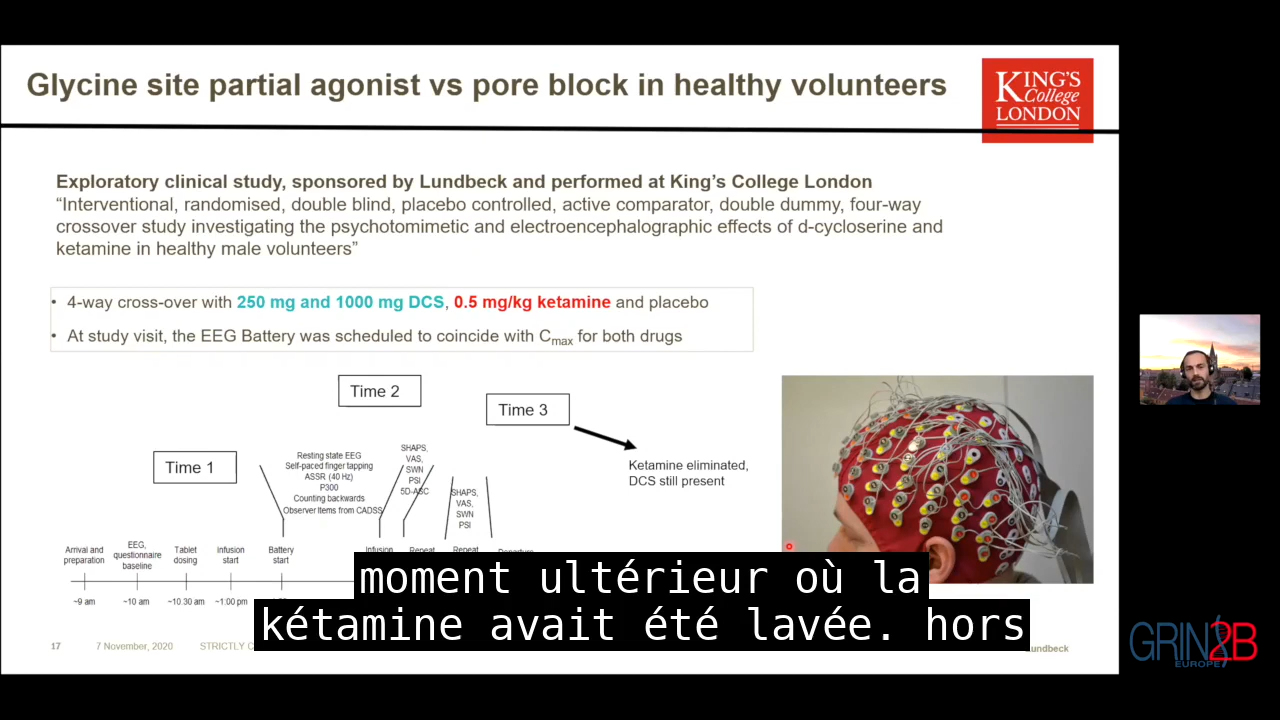 Glycine site partial agonist vs pore block in healthy volunteers
KING'S
College
LONDON
Exploratory clinical study, sponsored by Lundbeck and performed at King's College London
“Interventional, randomised, double blind, placebo controlled, active comparator, double dummy, four-way
crossover study investigating the psychotomimetic and electroencephalographic effects of d-cycloserine and
ketamine in healthy male volunteers”
• 4-way cross-over with 250 mg and 1000 mg DCS, 0.5 mg/kg ketamine and placebo
• At study visit, the EEG Battery was scheduled to coincide with Cmax for both drugs
Time 1
Time 2
Time 3
Ketamine eliminated,
DCS still present
Resting state EEG
Self-paced finger tapping
ASSR (40 Hz)
P300
Counting backwards
Observer Items from CADSS
SHAPS,
VAS,
SWN
PSI
5D-ASC
SHAPS,
VAS,
SWN
PSI
Arrival and
preparation
EEG,
questionnaire
baseline
Tablet
dosing
Infusion
start
Battery
start
Infusion
Repeat
Repeat
Departure
~9 am
~10 am
~10.30 am
~1:00 pm
moment ultérieur où la
kétamine avait été lavée. hors
17
7 November, 2020
STRICTLY
Lundbeck
GRIN2B
EUROPE